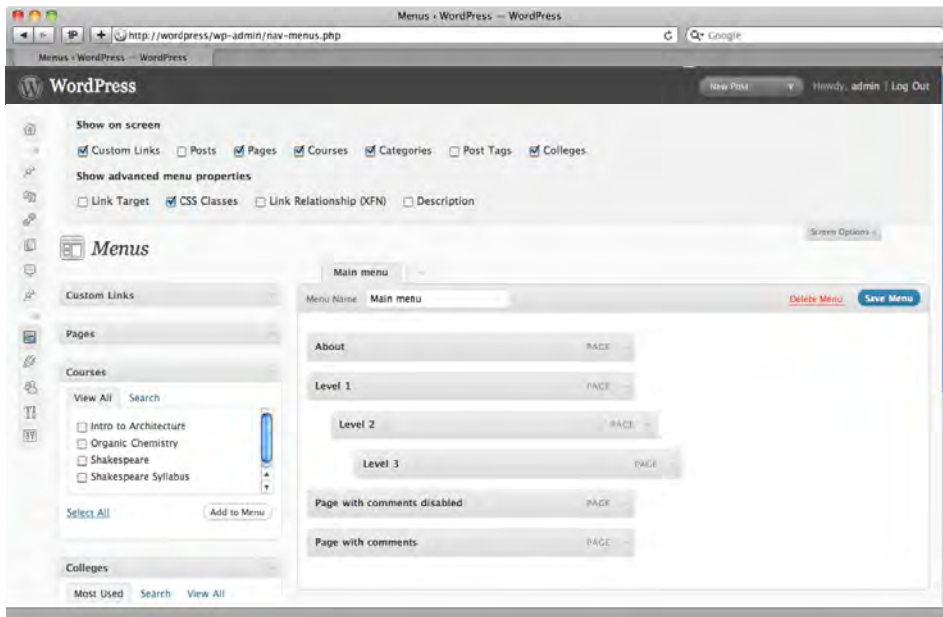 Menus ‹ WordPress — WordPress
http://wordpress/wp-admin/nav-menus.php
Google
Menus ‹ WordPress — WordPress
WordPress
New Post
Howdy, admin | Log Out
Show on screen
Custom Links Posts Pages Courses Categories Post Tags Colleges
Show advanced menu properties
Link Target CSS Classes Link Relationship (XFN) Description
Screen Options
Menus
Main menu
Custom Links
Menu Name Main menu Delete Menu Save Menu
Pages
About PAGE
Courses
Level 1 PAGE
View All Search
Intro to Architecture
Level 2 PAGE
Organic Chemistry
Shakespeare
Level 3 PAGE
Shakespeare Syllabus
Page with comments disabled PAGE
Select All Add to Menu
Page with comments PAGE
Colleges
Most Used Search View All